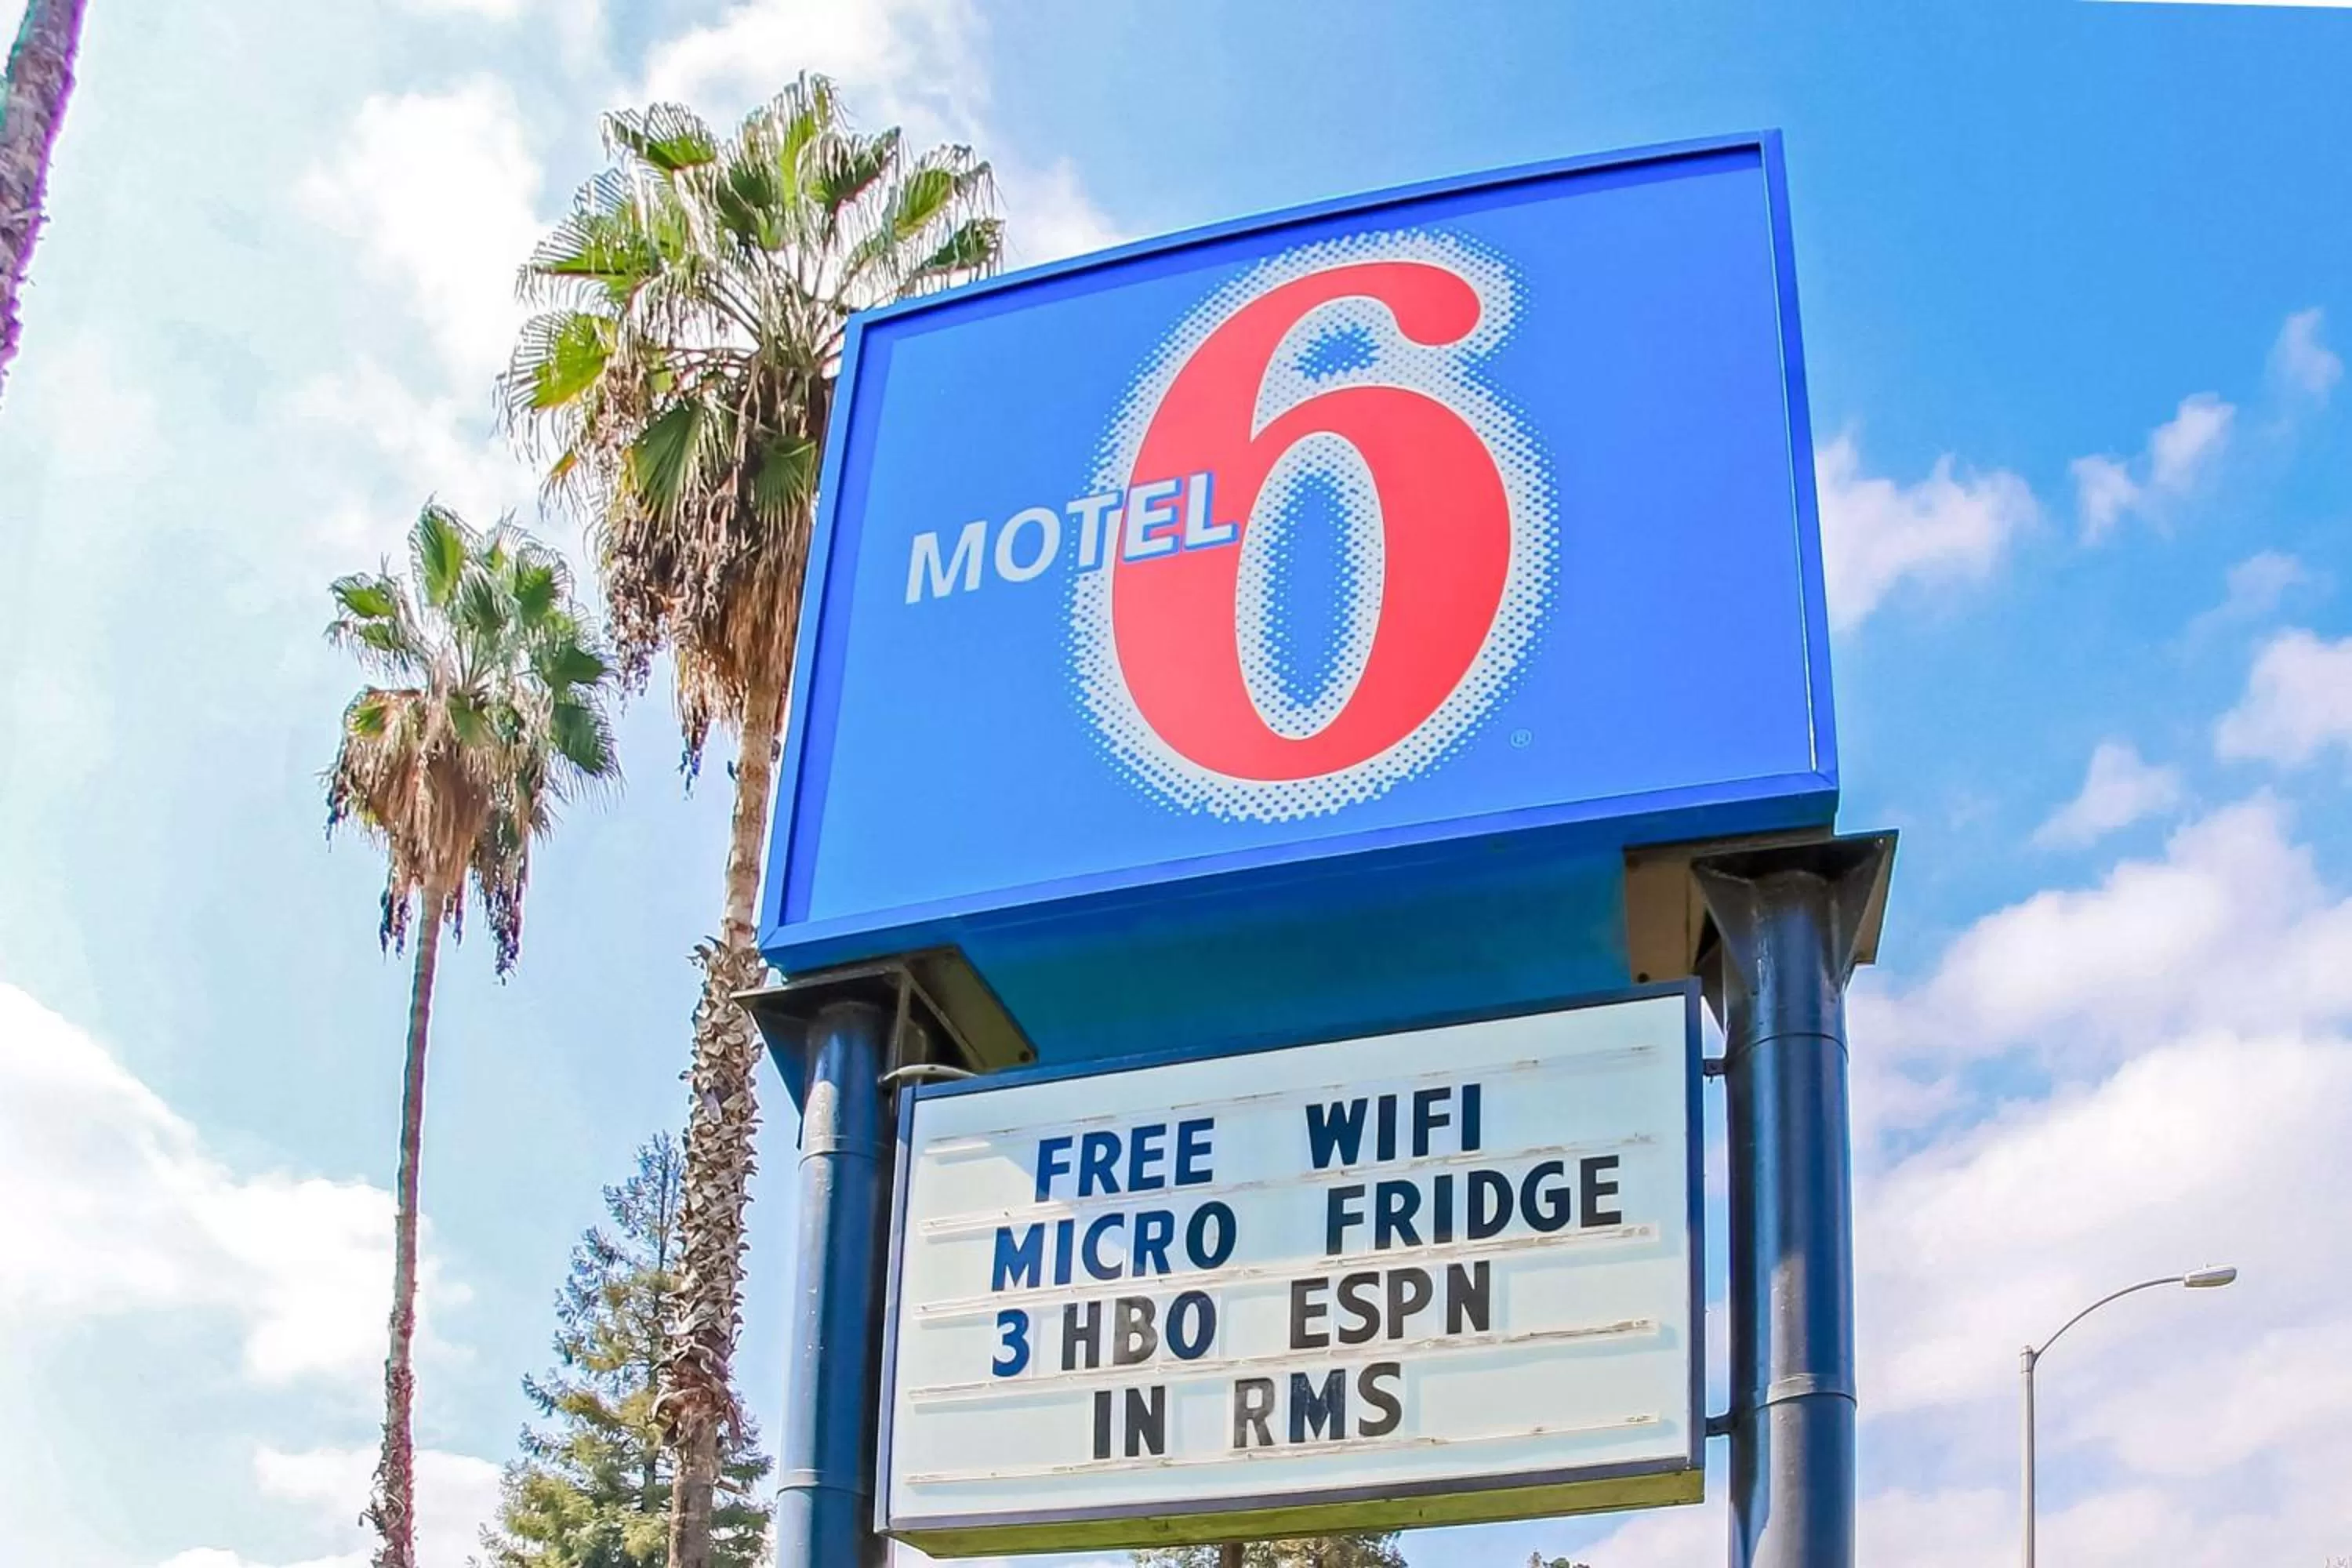 MOTEL 6
®
FREE WIFI
MICRO FRIDGE
3 HBO ESPN
IN RMS